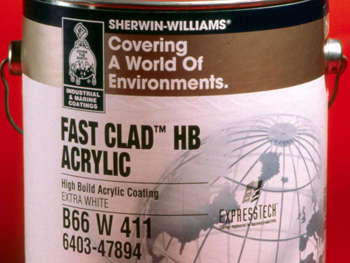 SHERWIN-WILLIAMS®
Covering
A World Of
Environments.
INDUSTRIAL
& MARINE
COATINGS
FAST CLAD™ HB
ACRYLIC
High Build Acrylic Coating
EXTRA WHITE
B66 W 411
6403-47894
EXPRESSTECH